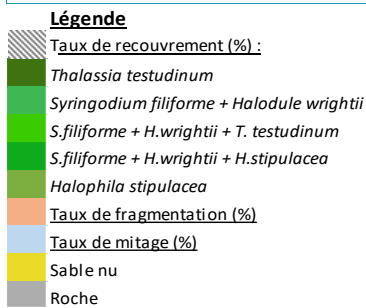 Légende
Taux de recouvrement (%) :
Thalassia testudinum
Syringodium filiforme + Halodule wrightii
S.filiforme + H.wrightii + T. testudinum
S.filiforme + H.wrightii + H.stipulacea
Halophila stipulacea
Taux de fragmentation (%)
Taux de mitage (%)
Sable nu
Roche